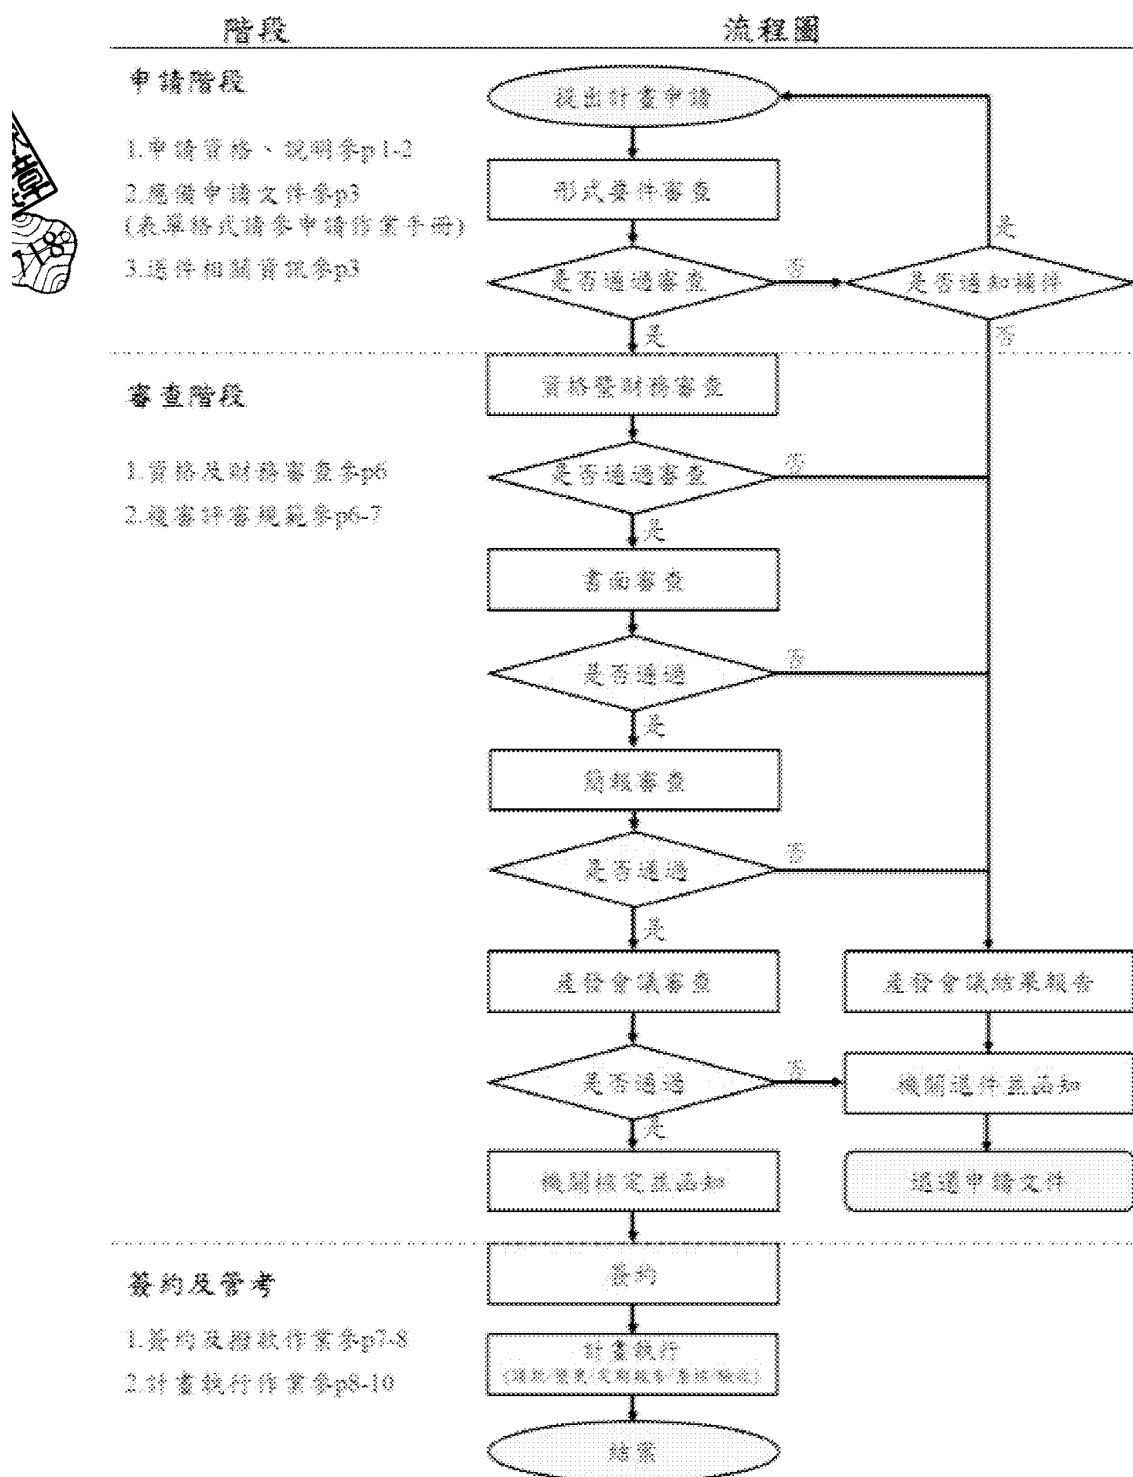 階段
流程圖
申請階段
1.申請資格、說明參p1-2
2.應備申請文件參p3
(表單格式請參申請作業手冊)
3.送件相關資訊參p3
提出計畫申請
形式要件審查
是否通過審查
否
是否通知補件
是
否
是
審查階段
1.資格及財務審查參p6
2.複審評審規範參p6-7
資格暨財務審查
是否通過審查
否
是
書面審查
是否通過
否
是
簡報審查
是否通過
否
是
產發會議審查
產發會議結果報告
是否通過
否
機關退件並函知
是
機關核定並函知
退還申請文件
簽約及管考
1.簽約及撥款作業參p7-8
2.計畫執行作業參p8-10
簽約
計畫執行
結案
章
118